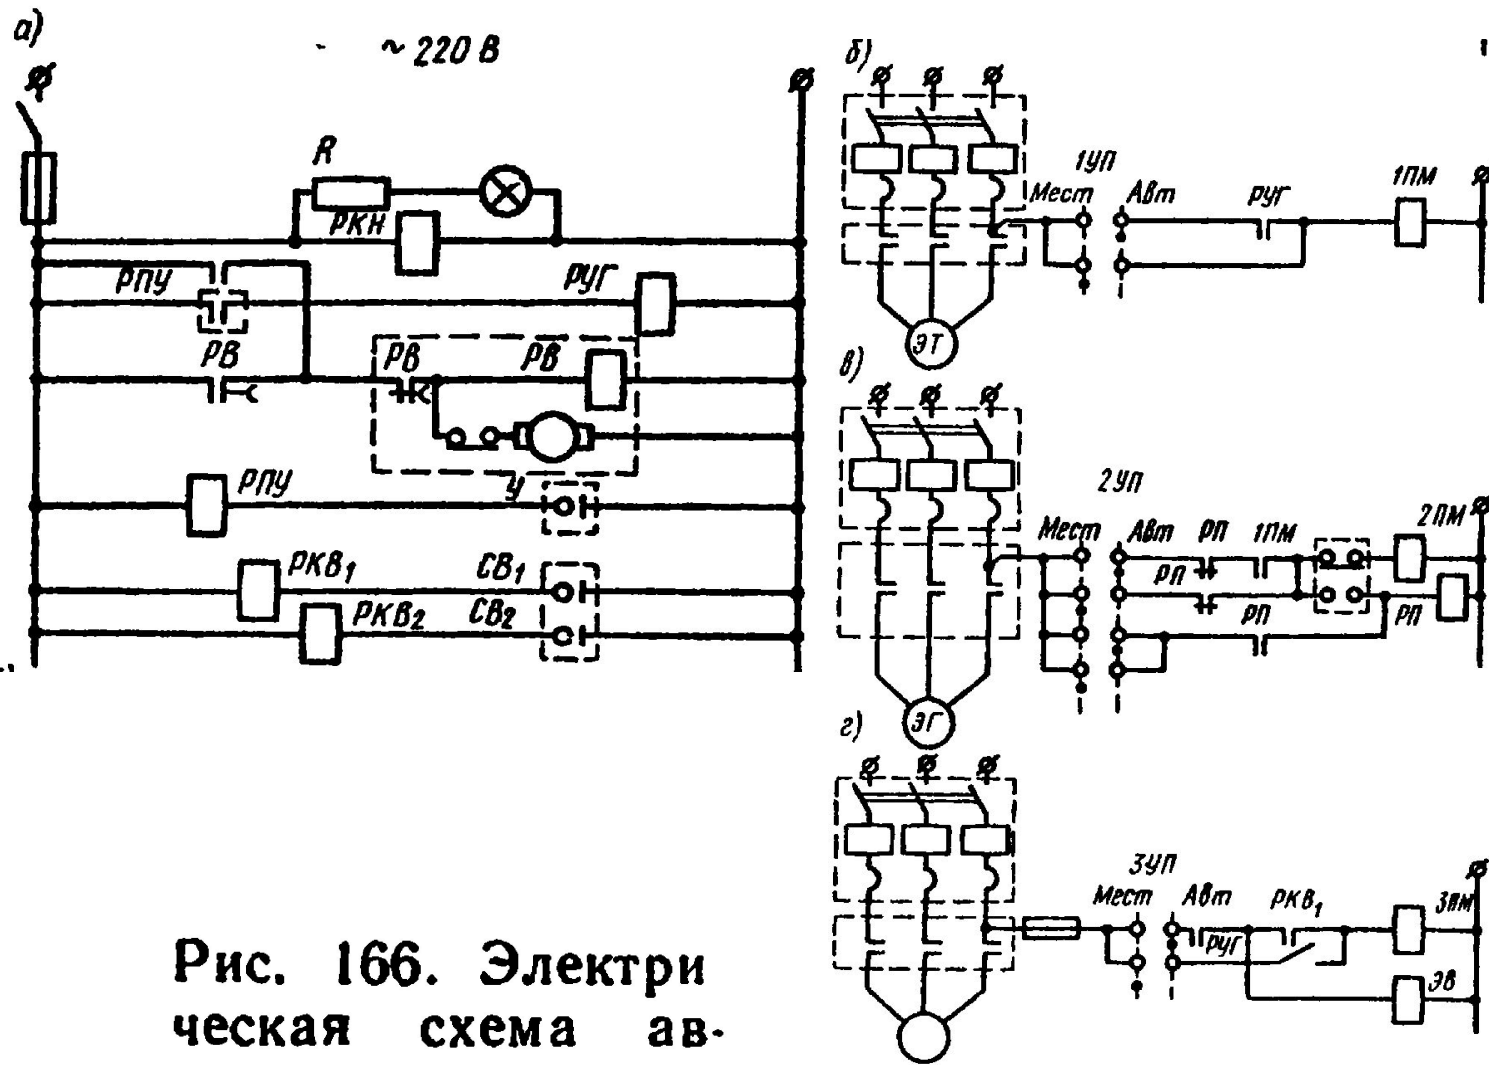 а)
~ 220 В
R
РКН
РПУ
РУГ
РВ
РВ
РВ
РПУ
У
РКВ1
СВ1
РКВ2
СВ2
б)
1УП
Мест
Авт
РУГ
1ПМ
ЭТ
в)
2УП
Мест
Авт
РП
1ПМ
2ПМ
РП
РП
РП
ЭГ
г)
3УП
Мест
Авт
РКВ1
3ПМ
РУГ
ЭВ
Рис. 166. Электри
ческая схема ав-